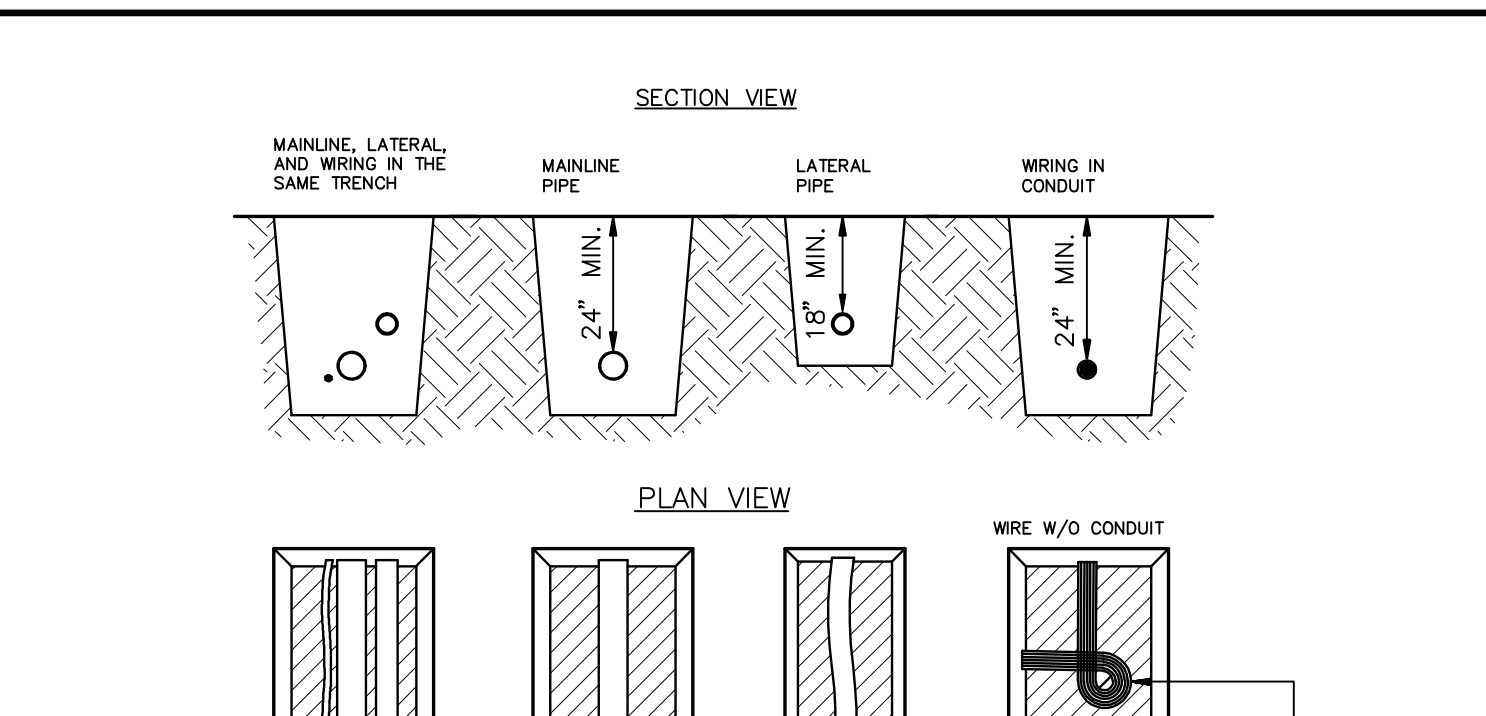 SECTION VIEW
MAINLINE, LATERAL,
AND WIRING IN THE
SAME TRENCH
MAINLINE
PIPE
LATERAL
PIPE
WIRING IN
CONDUIT
24" MIN.
18" MIN.
24" MIN.
PLAN VIEW
WIRE W/O CONDUIT